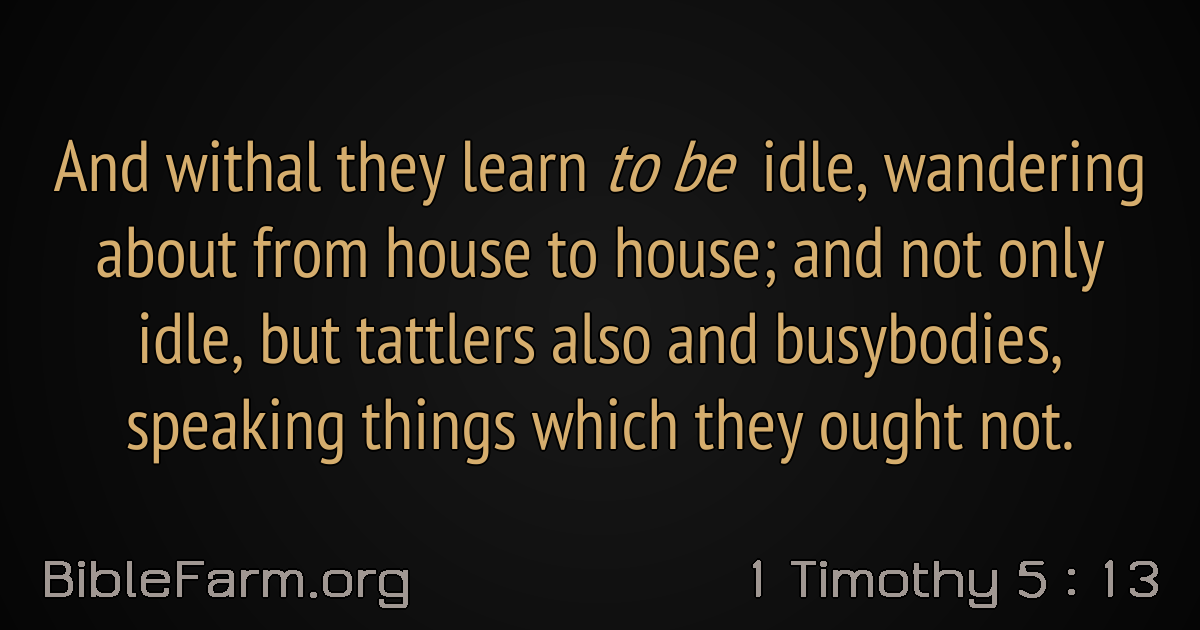 And withal they learn to be idle, wandering
about from house to house; and not only
idle, but tattlers also and busybodies,
speaking things which they ought not.
BibleFarm.org
1 Timothy 5 : 13